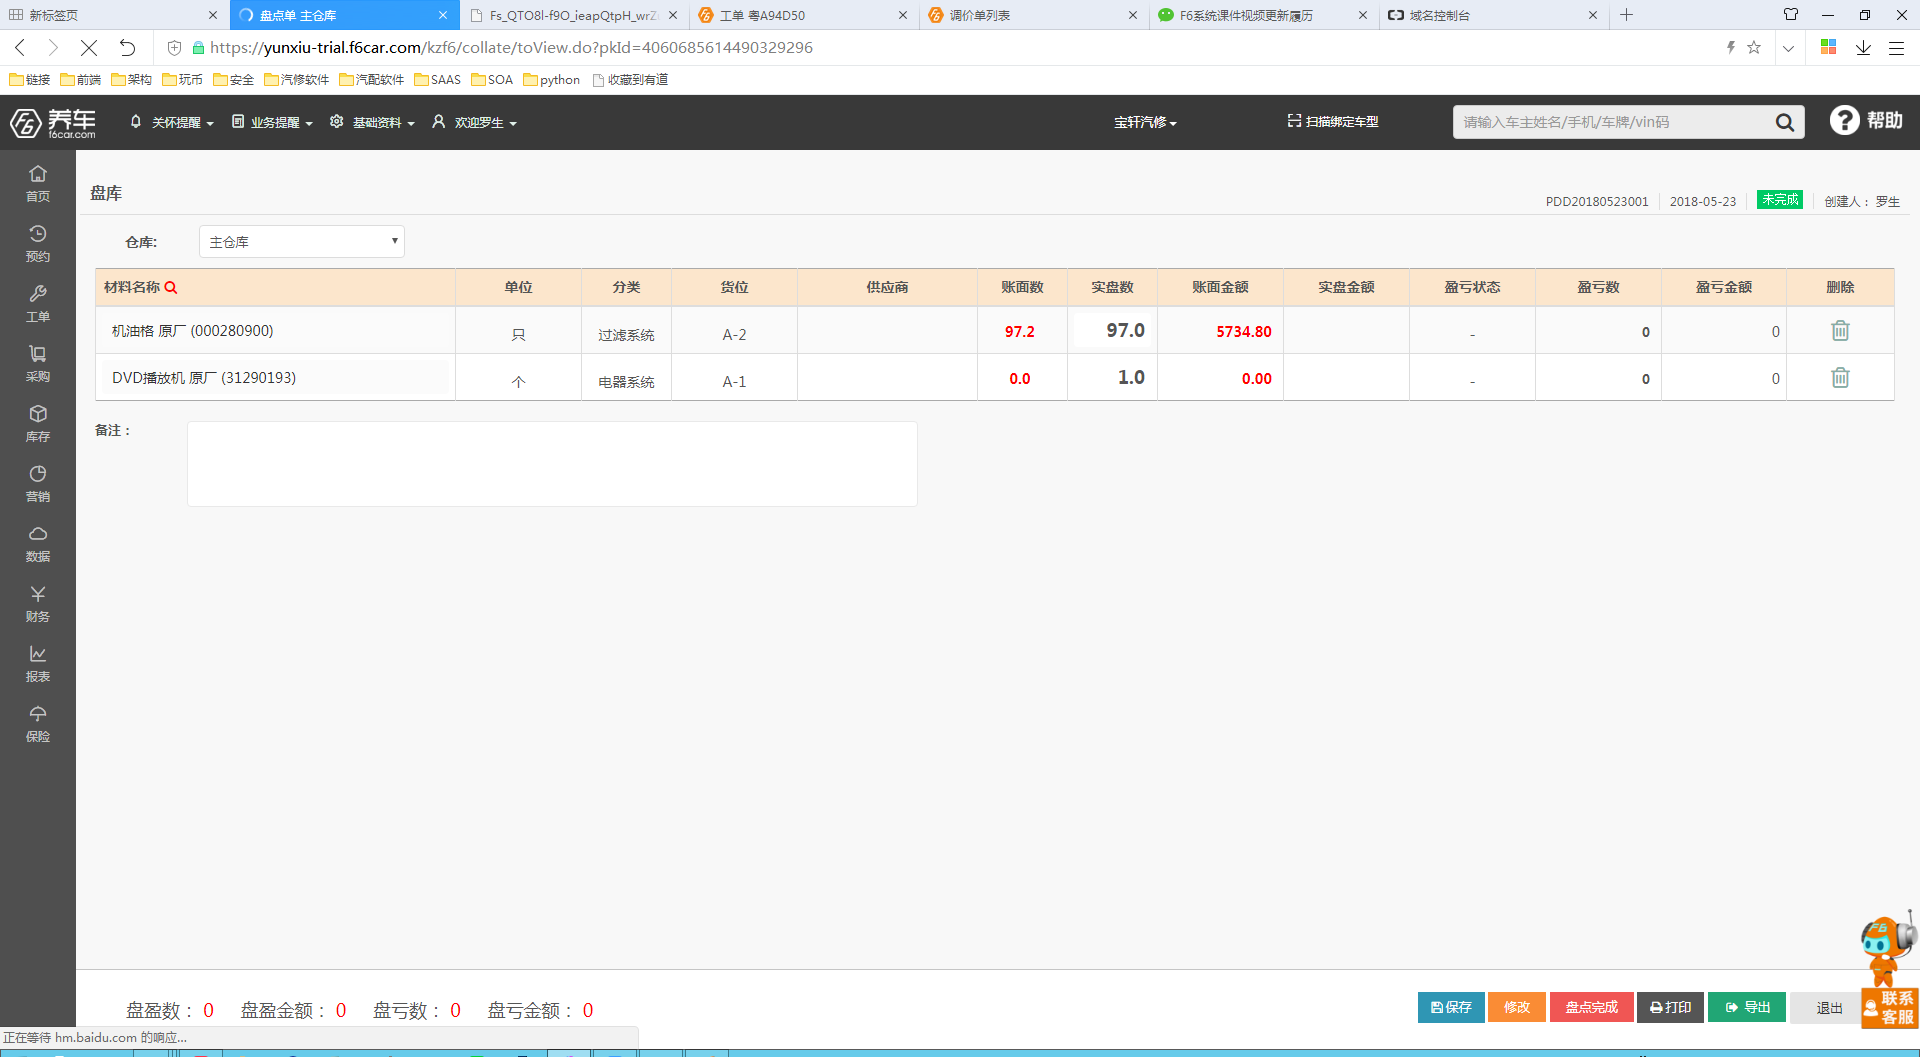 新标签页
盘点单 主仓库
Fs_QTO8l-f9O_ieapQtpH_wrZ
工单 粤A94D50
调价单列表
F6系统课件视频更新履历
域名控制台
https://yunxiu-trial.f6car.com/kzf6/collate/toView.do?pkId=4060685614490329296
链接 前端 架构 玩币 安全 汽修软件 汽配软件 SAAS SOA python 收藏到有道
F6 养车 f6car.com
关怀提醒 业务提醒 基础资料 欢迎罗生 宝轩汽修 扫描绑定车型 请输入车主姓名/手机/车牌/vin码 ? 帮助
首页
预约
工单
采购
库存
营销
数据
财务
报表
保险
盘库
PDD20180523001 2018-05-23 未完成 创建人： 罗生
仓库: 主仓库
材料名称 单位 分类 货位 供应商 账面数 实盘数 账面金额 实盘金额 盈亏状态 盈亏数 盈亏金额 删除
机油格 原厂 (000280900) 只 过滤系统 A-2 97.2 97.0 5734.80 - 0 0
DVD播放机 原厂 (31290193) 个 电器系统 A-1 0.0 1.0 0.00 - 0 0
备注：
盘盈数： 0 盘盈金额： 0 盘亏数： 0 盘亏金额： 0
保存 修改 盘点完成 打印 导出 退出
F6
联系
客服
正在等待 hm.baidu.com 的响应...